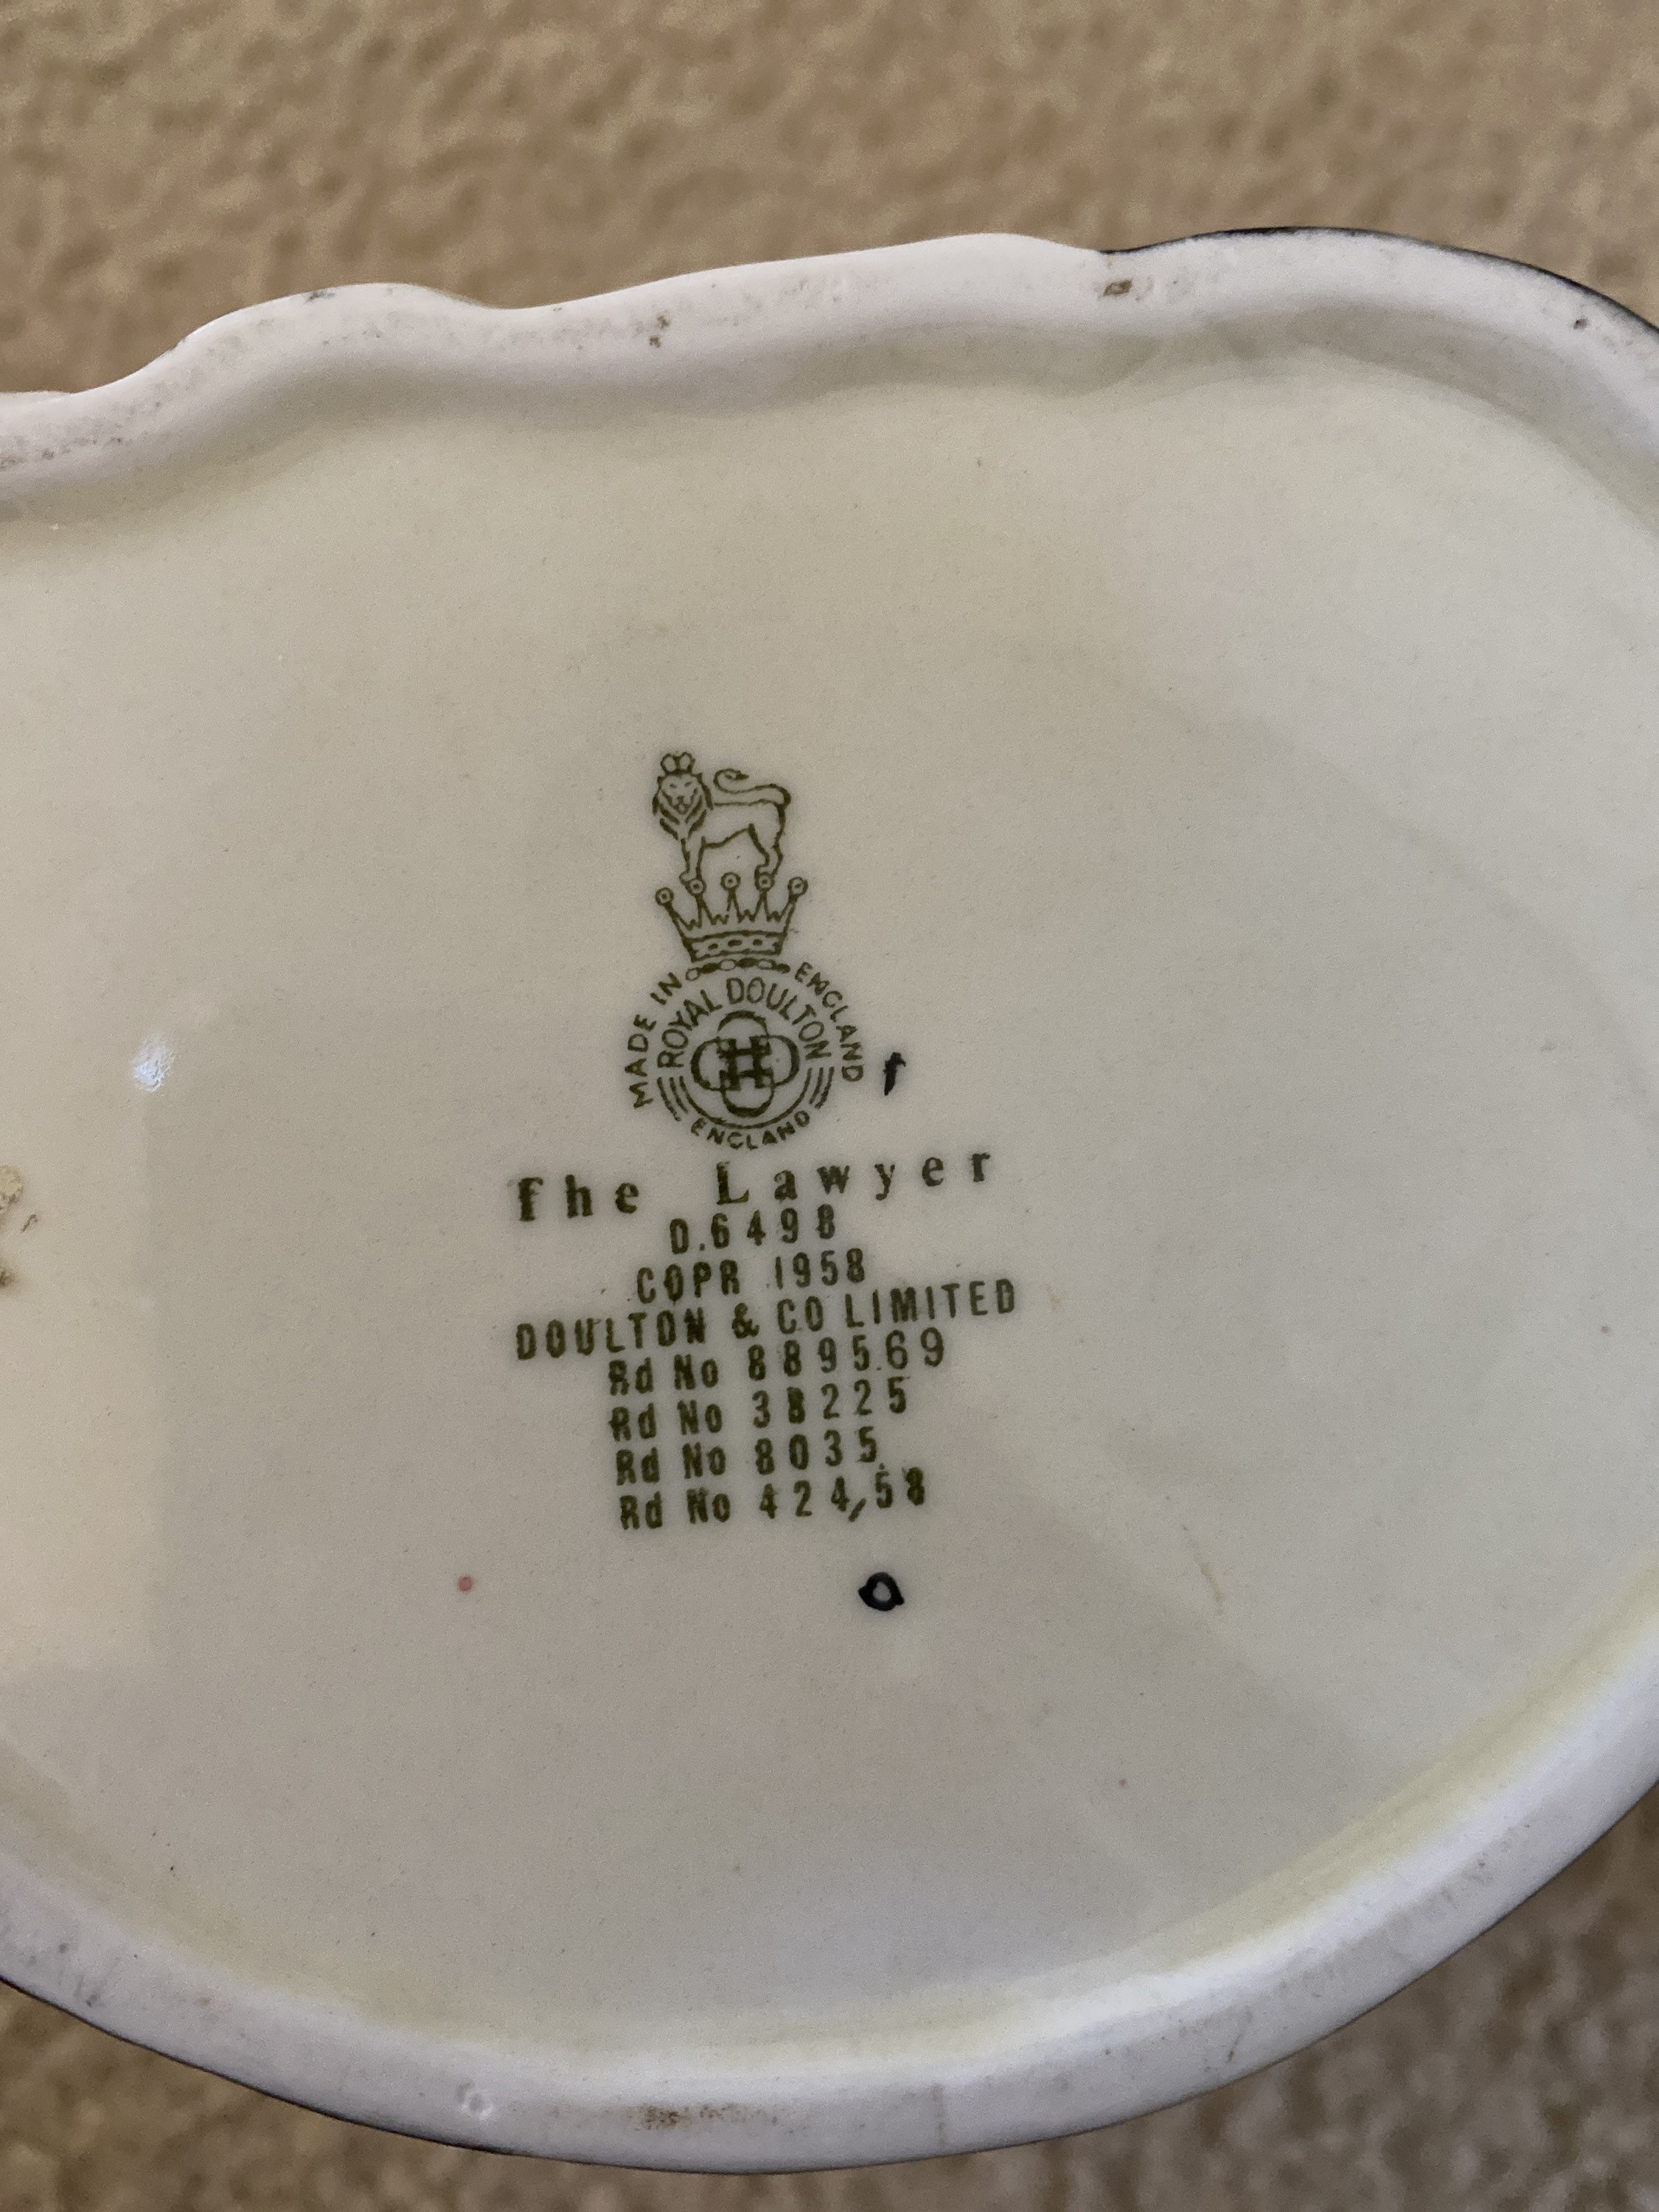 MADE IN ENGLAND
ROYAL DOULTON
ENGLAND
The Lawyer
D.6498
COPR 1958
DOULTON & CO LIMITED
Rd No 889569
Rd No 38225
Rd No 8035
Rd No 424/58